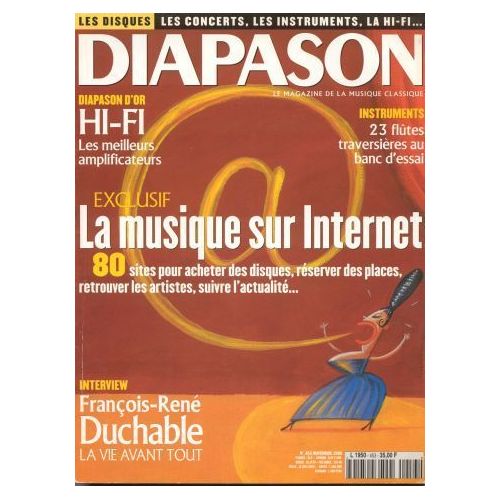 LES DISQUES LES CONCERTS, LES INSTRUMENTS, LA HI-FI...
DIAPASON
LE MAGAZINE DE LA MUSIQUE CLASSIQUE
DIAPASON D'OR
HI-FI
Les meilleurs
amplificateurs
INSTRUMENTS
23 flûtes
traversières au
banc d'essai
@
EXCLUSIF
La musique sur Internet
80 sites pour acheter des disques, réserver des places,
retrouver les artistes, suivre l'actualité...
INTERVIEW
François-René
Duchable
LA VIE AVANT TOUT
35,00 F